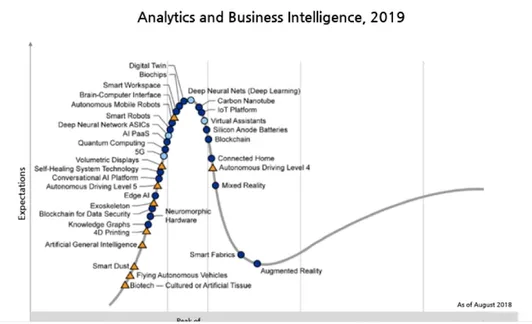 Analytics and Business Intelligence, 2019
Expectations
Digital Twin
Biochips
Smart Workspace
Brain-Computer Interface
Autonomous Mobile Robots
Smart Robots
Deep Neural Network ASICs
AI PaaS
Quantum Computing
5G
Volumetric Displays
Self-Healing System Technology
Conversational AI Platform
Autonomous Driving Level 5
Edge AI
Exoskeleton
Blockchain for Data Security
Neuromorphic
Hardware
Knowledge Graphs
4D Printing
Artificial General Intelligence
Smart Dust
Flying Autonomous Vehicles
Biotech — Cultured or Artificial Tissue
Deep Neural Nets (Deep Learning)
Carbon Nanotube
IoT Platform
Virtual Assistants
Silicon Anode Batteries
Blockchain
Connected Home
Autonomous Driving Level 4
Mixed Reality
Smart Fabrics
Augmented Reality
As of August 2018
Peak of